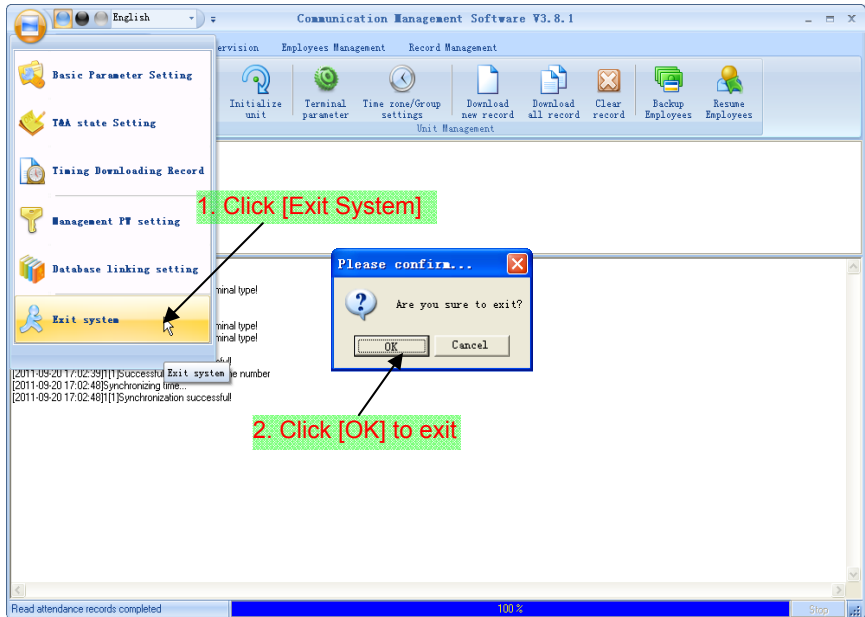 English
Communication Management Software V3.8.1
ervision Employees Management Record Management
Basic Parameter Setting
T&A state Setting
Timing Downloading Record
Management PW setting
Database linking setting
Exit system
Initialize unit
Terminal parameter
Time zone/Group settings
Download new record
Download all record
Clear record
Backup Employees
Resume Employees
Unit Management
1. Click [Exit System]
Please confirm...
Are you sure to exit?
OK Cancel
minal type!
minal type!
minal type!
sful!
[2011-09-20 17:02:39]1[1]Successful
Exit system
ie number
[2011-09-20 17:02:48]Synchronizing time...
[2011-09-20 17:02:48]1[1]Synchronization successful!
2. Click [OK] to exit
Read attendance records completed
100 %
Stop